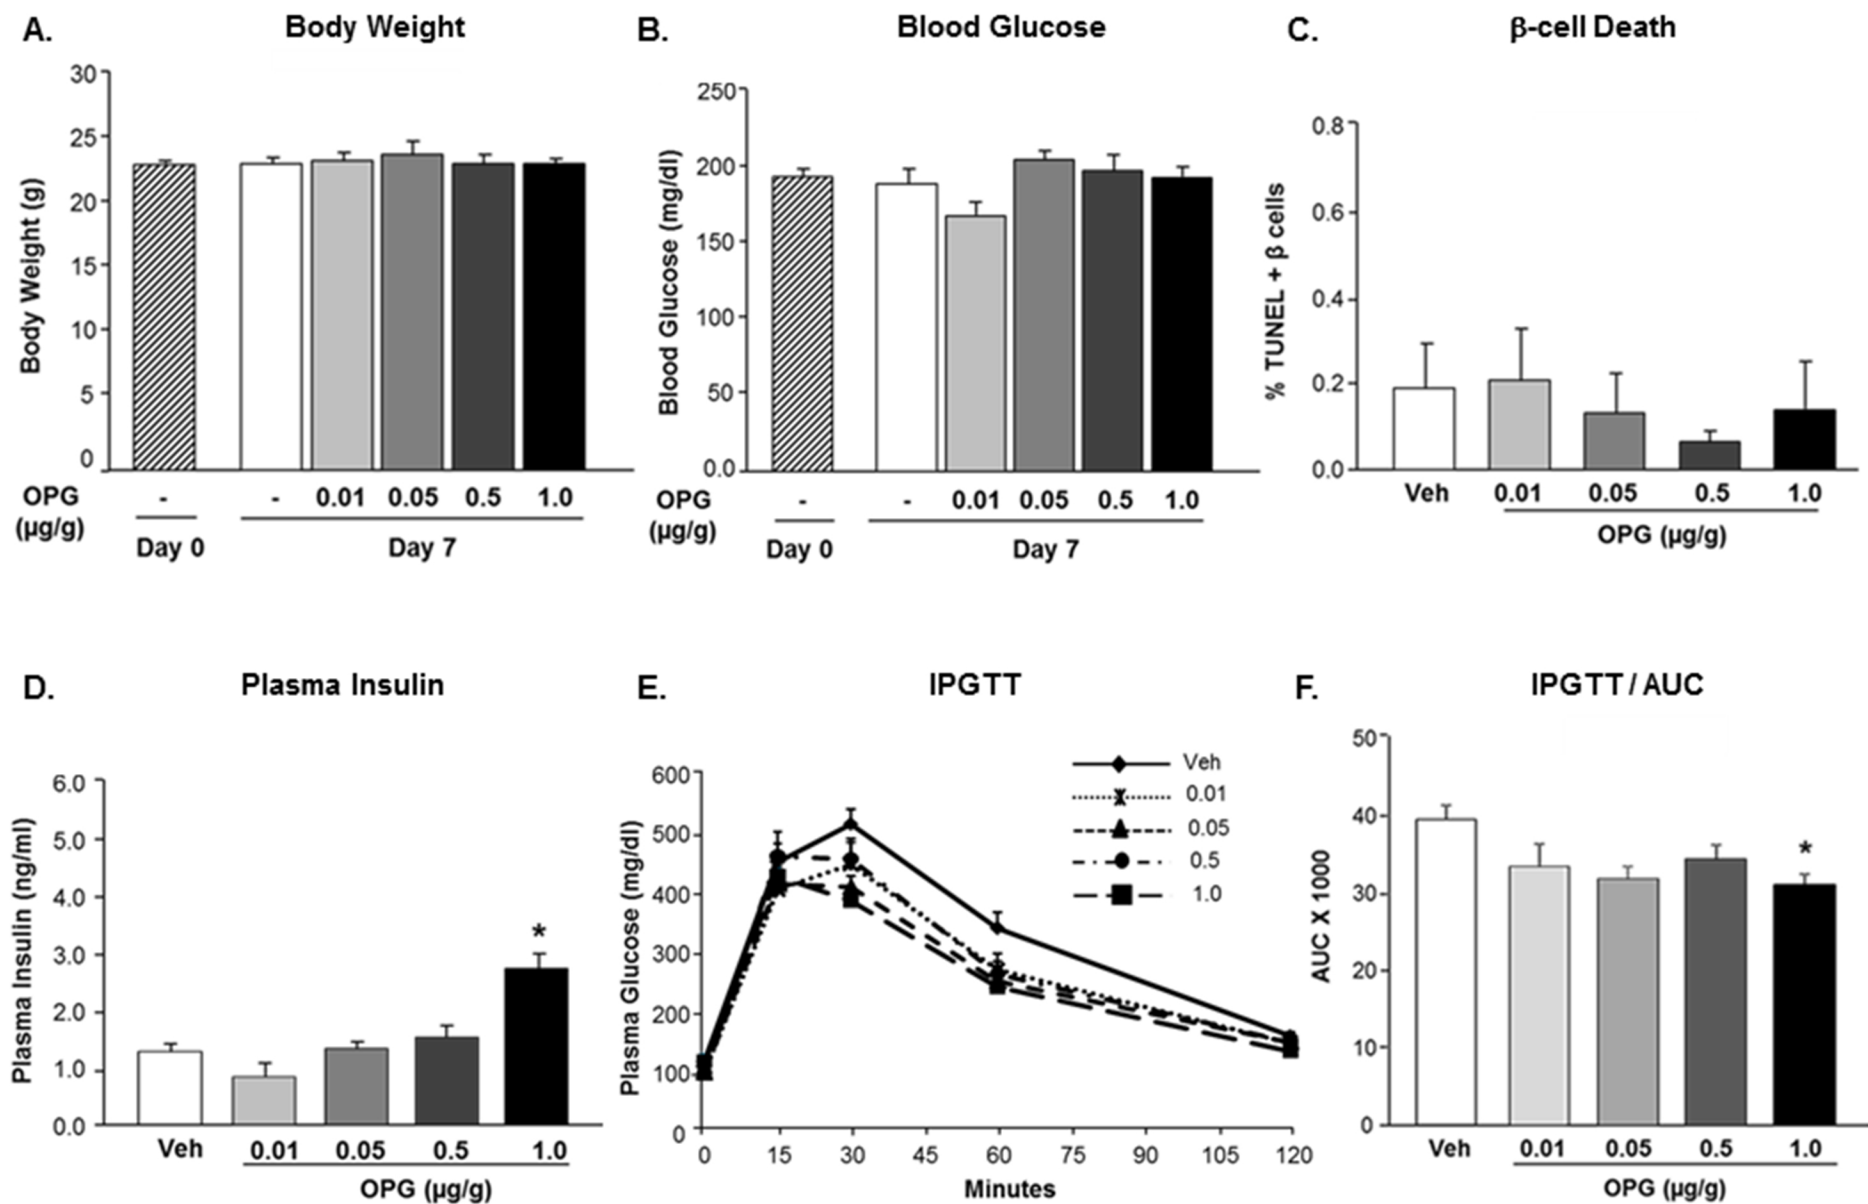 A. Body Weight
Body Weight (g)
30
25
20
15
10
5
0
OPG (µg/g)
- - 0.01 0.05 0.5 1.0
Day 0 Day 7
B. Blood Glucose
Blood Glucose (mg/dl)
250
200
150
100
50
0.0
OPG (µg/g)
- - 0.01 0.05 0.5 1.0
Day 0 Day 7
C. β-cell Death
% TUNEL + β cells
0.8
0.6
0.4
0.2
0.0
Veh 0.01 0.05 0.5 1.0
OPG (µg/g)
D. Plasma Insulin
Plasma Insulin (ng/ml)
6.0
5.0
4.0
3.0
2.0
1.0
0.0
*
Veh 0.01 0.05 0.5 1.0
OPG (µg/g)
E. IPGTT
Plasma Glucose (mg/dl)
600
500
400
300
200
100
0
Veh
0.01
0.05
0.5
1.0
0 15 30 45 60 75 90 105 120
Minutes
F. IPGTT / AUC
AUC X 1000
50
40
30
20
10
0
*
Veh 0.01 0.05 0.5 1.0
OPG (µg/g)